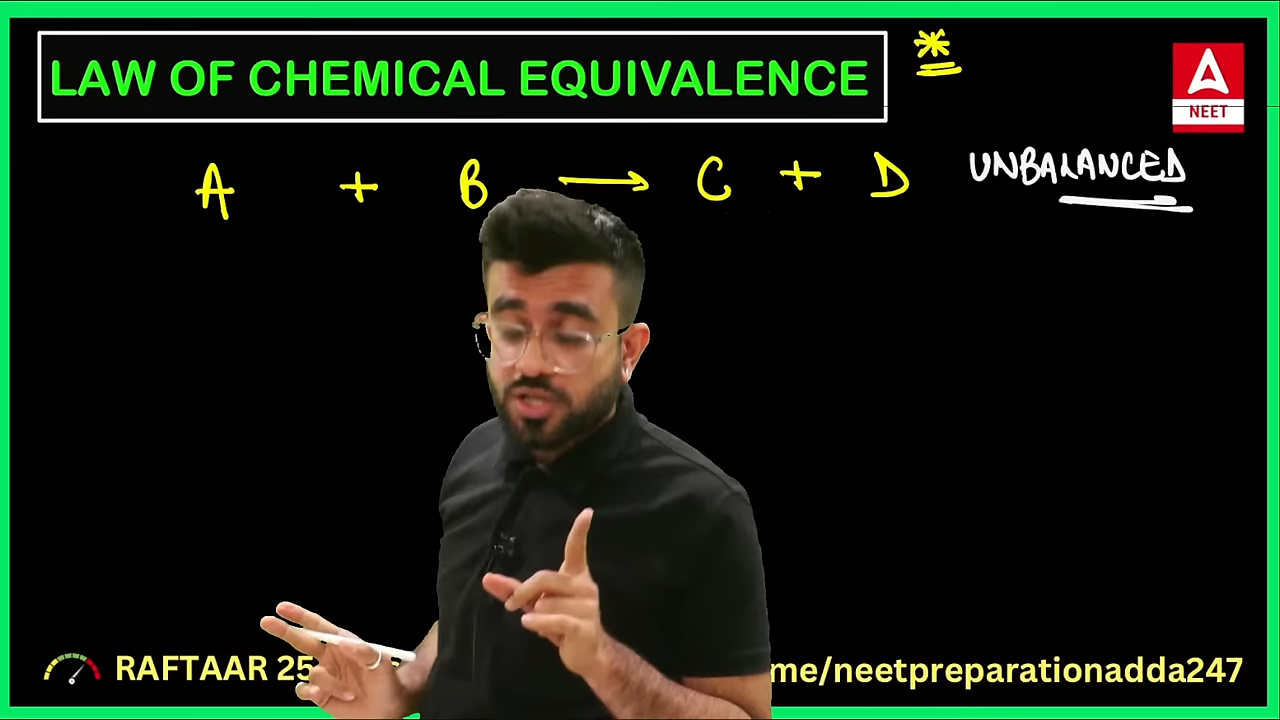 LAW OF CHEMICAL EQUIVALENCE *
NEET
A + B → C + D UNBALANCED
RAFTAAR 25
me/neetpreparationadda247